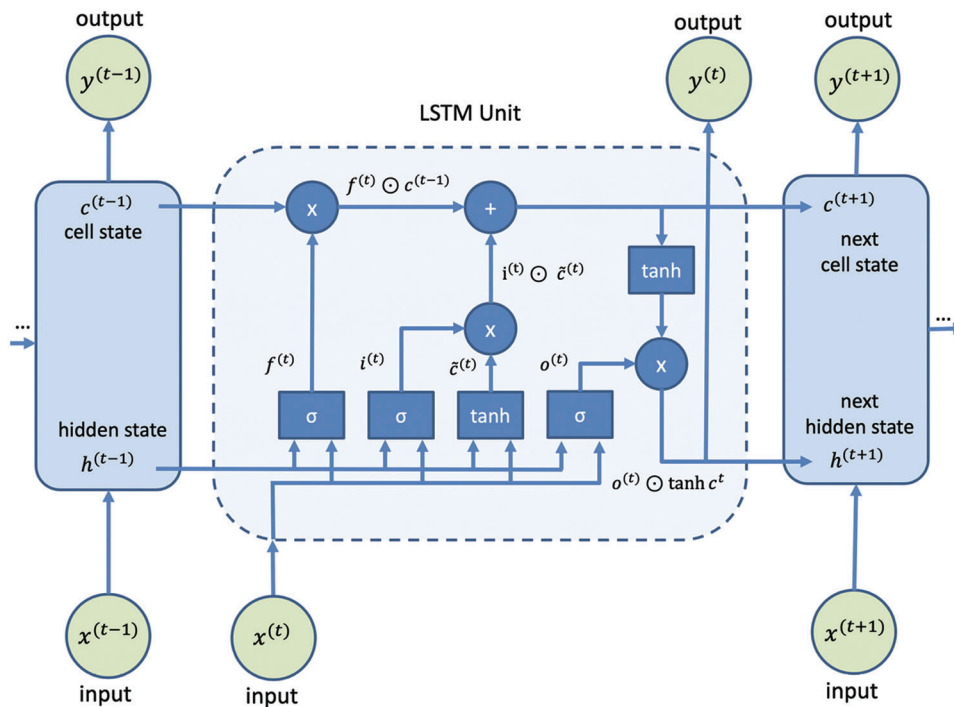 output
output
output
y^(t−1)
y^(t)
y^(t+1)
LSTM Unit
c^(t−1)
cell state
x
f^(t) ⊙ c^(t−1)
+
c^(t+1)
next
cell state
tanh
i^(t) ⊙ c̃^(t)
...
...
x
x
f^(t)
i^(t)
c̃^(t)
o^(t)
σ
σ
tanh
σ
hidden state
h^(t−1)
next
hidden state
h^(t+1)
o^(t) ⊙ tanh c^t
x^(t−1)
x^(t)
x^(t+1)
input
input
input